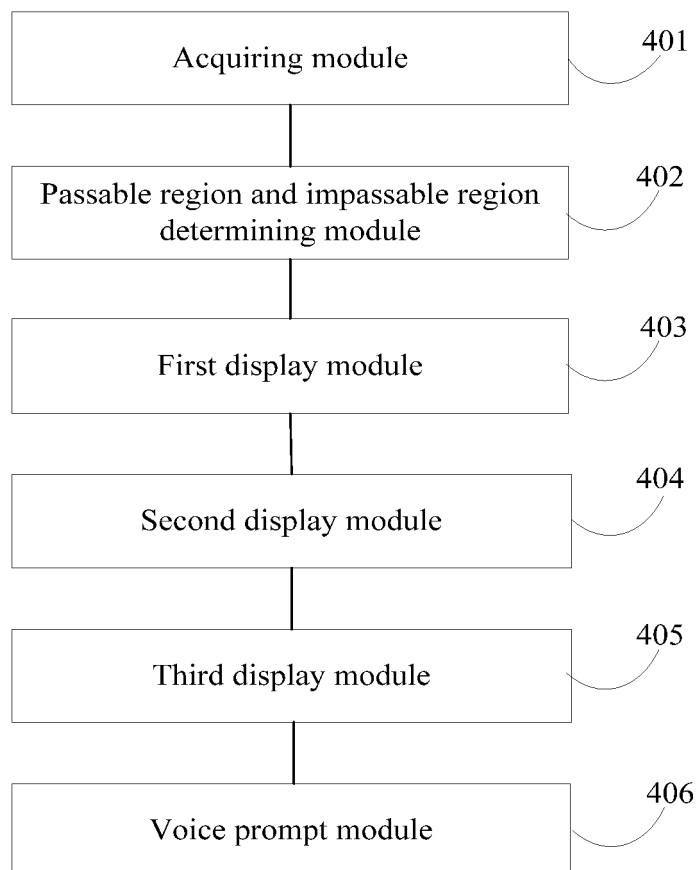 Acquiring module
401
Passable region and impassable region
determining module
402
First display module
403
Second display module
404
Third display module
405
Voice prompt module
406